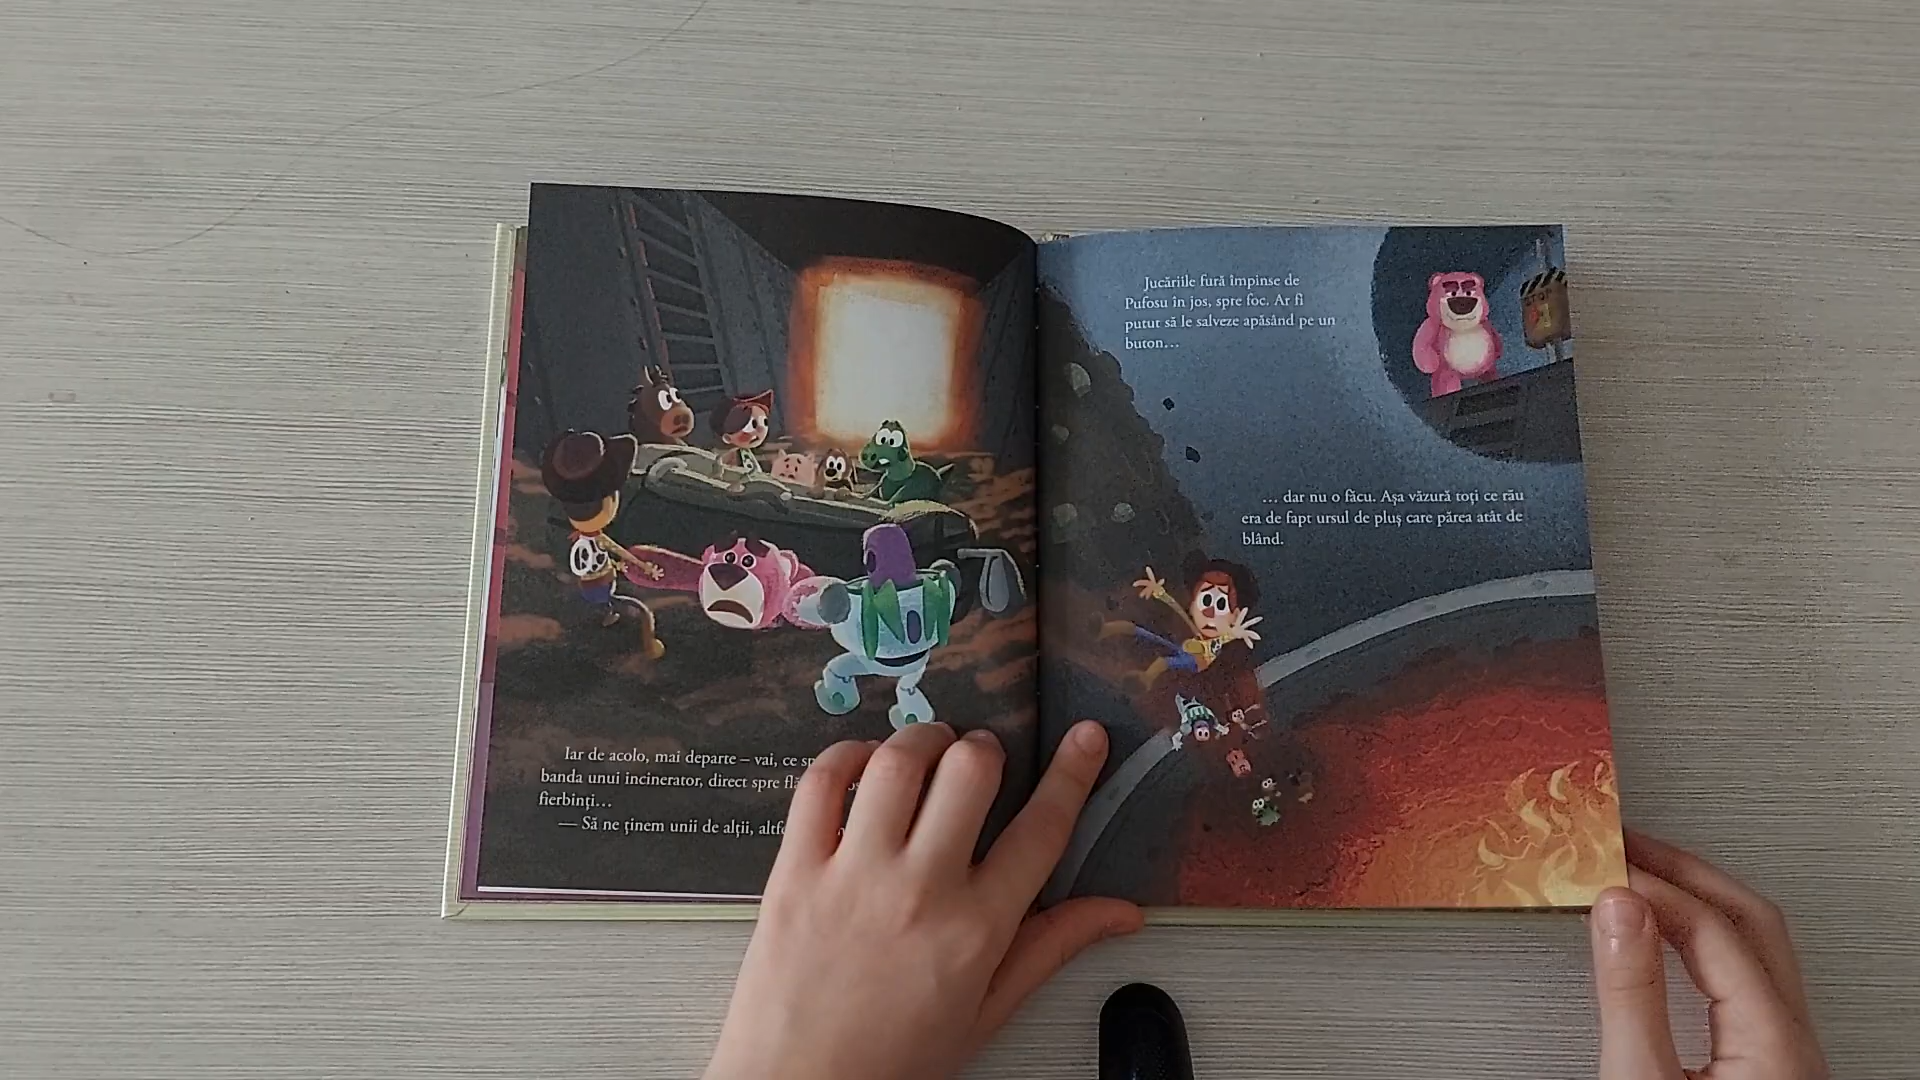 Iar de acolo, mai departe – vai, ce
banda unui incinerator, direct spre
fierbinți…
— Să ne ținem unii de alții,
Jucăriile fură împinse de
Pufosu în jos, spre foc. Ar fi
putut să le salveze apăsând pe un
buton…
STOP
… dar nu o făcu. Așa văzură toți ce rău
era de fapt ursul de pluș care părea atât de
blând.